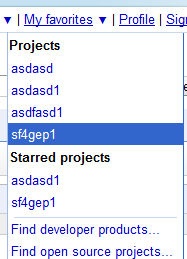 ▼ | My favorites ▼ | Profile | Sign
Projects
asdasd
asdasd1
asdfasd1
sf4gep1
Starred projects
asdasd1
sf4gep1
Find developer products...
Find open source projects...